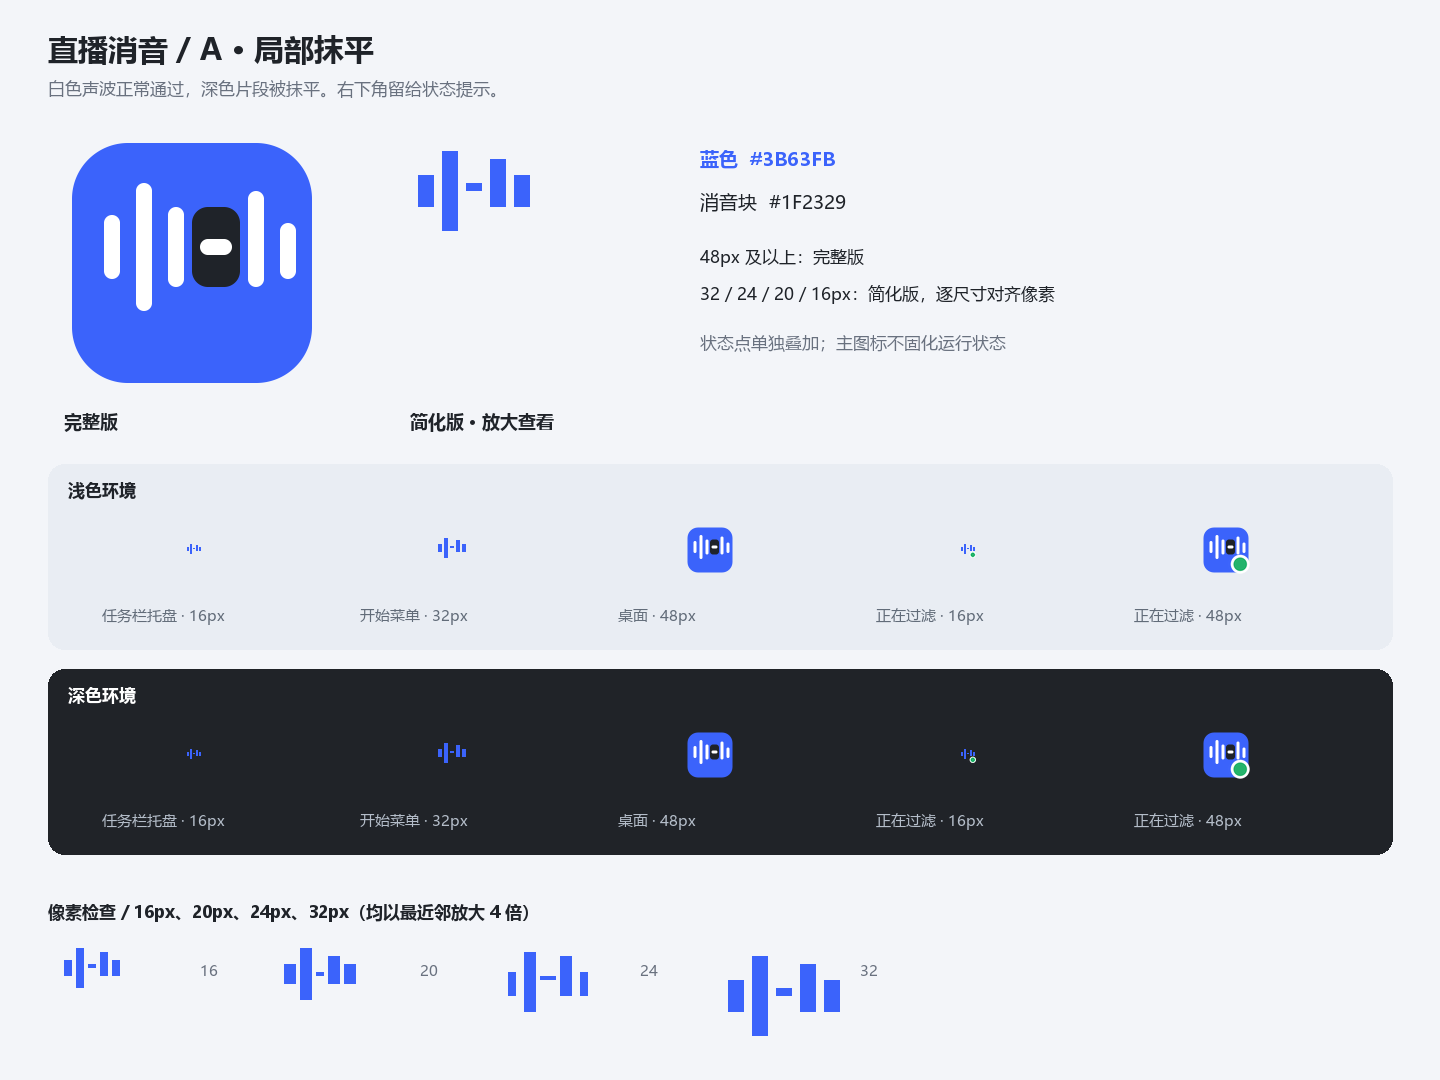 直播消音 / A · 局部抹平
白色声波正常通过，深色片段被抹平。右下角留给状态提示。
蓝色 #3B63FB
消音块 #1F2329
48px 及以上：完整版
32 / 24 / 20 / 16px：简化版，逐尺寸对齐像素
状态点单独叠加；主图标不固化运行状态
完整版
简化版 · 放大查看
浅色环境
任务栏托盘 · 16px
开始菜单 · 32px
桌面 · 48px
正在过滤 · 16px
正在过滤 · 48px
深色环境
任务栏托盘 · 16px
开始菜单 · 32px
桌面 · 48px
正在过滤 · 16px
正在过滤 · 48px
像素检查 / 16px、20px、24px、32px（均以最近邻放大 4 倍）
16
20
24
32